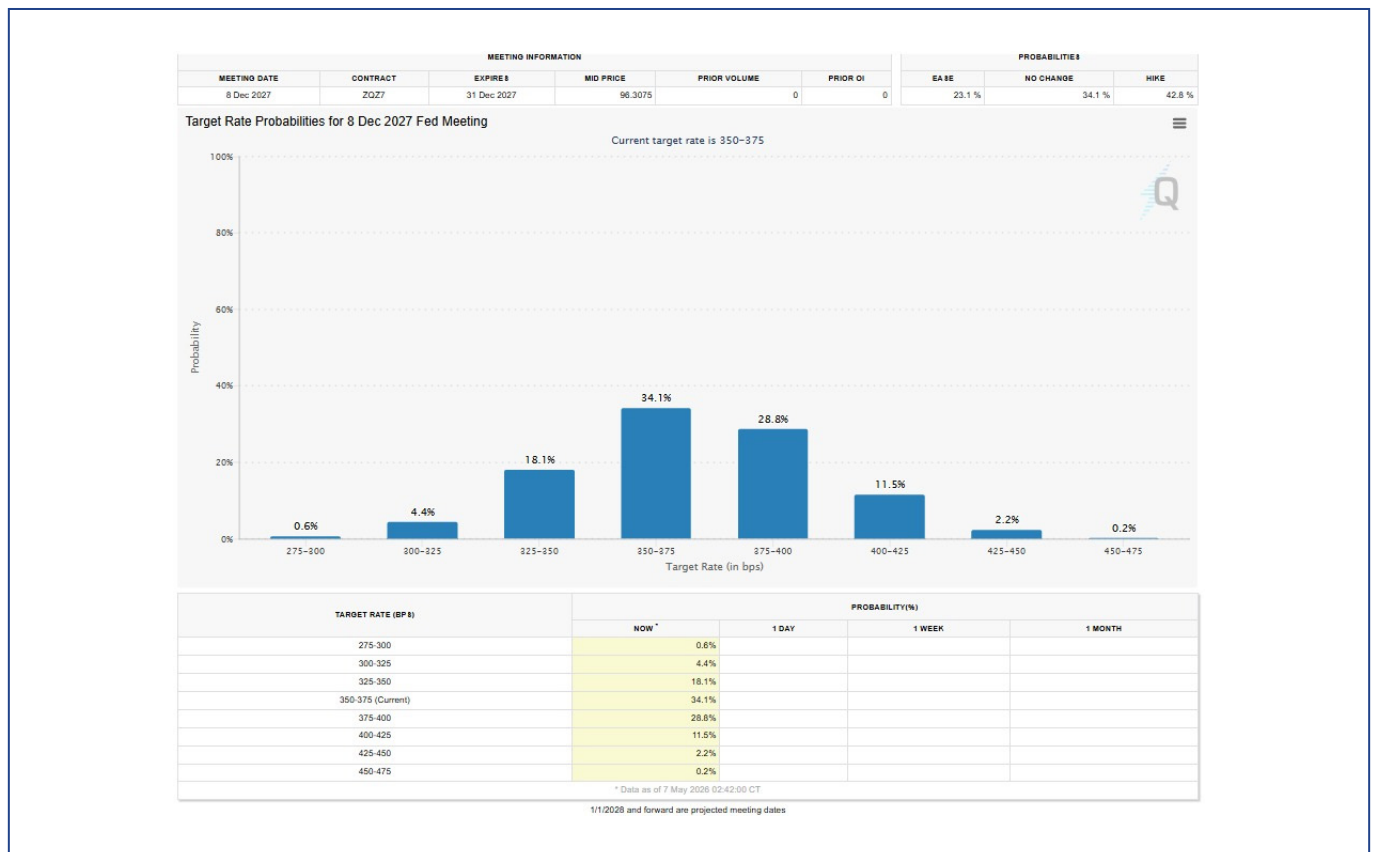 MEETING INFORMATION
PROBABILITIES
MEETING DATE CONTRACT EXPIRES MID PRICE PRIOR VOLUME PRIOR OI EASE NO CHANGE HIKE
8 Dec 2027 ZQZ7 31 Dec 2027 96.3075 0 0 23.1 % 34.1 % 42.8 %
Target Rate Probabilities for 8 Dec 2027 Fed Meeting
Current target rate is 350-375
100%
80%
60%
40%
20%
0%
Probability
Q
0.6%
4.4%
18.1%
34.1%
28.8%
11.5%
2.2%
0.2%
275-300 300-325 325-350 350-375 375-400 400-425 425-450 450-475
Target Rate (in bps)
TARGET RATE (BPS) PROBABILITY(%)
NOW * 1 DAY 1 WEEK 1 MONTH
275-300 0.6%
300-325 4.4%
325-350 18.1%
350-375 (Current) 34.1%
375-400 28.8%
400-425 11.5%
425-450 2.2%
450-475 0.2%
* Data as of 7 May 2026 02:42:00 CT
1/1/2028 and forward are projected meeting dates